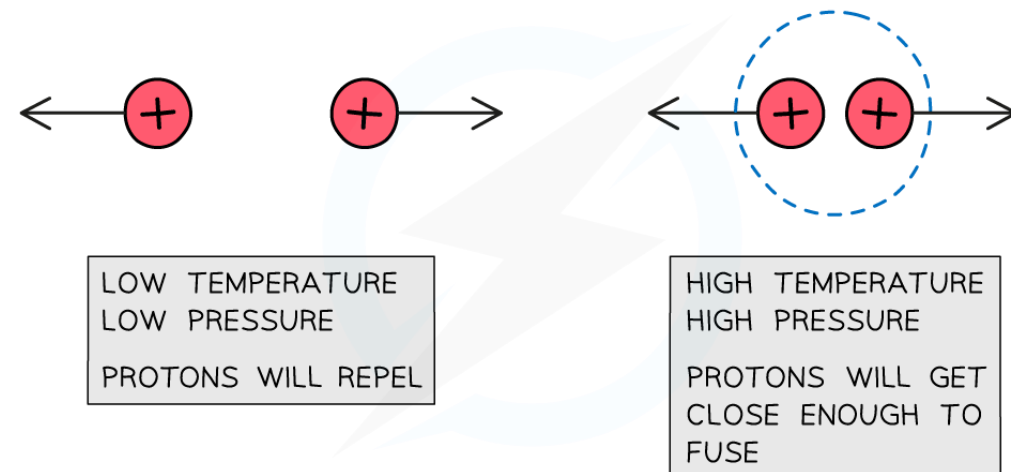 + + + +
LOW TEMPERATURE
LOW PRESSURE
PROTONS WILL REPEL
HIGH TEMPERATURE
HIGH PRESSURE
PROTONS WILL GET
CLOSE ENOUGH TO
FUSE